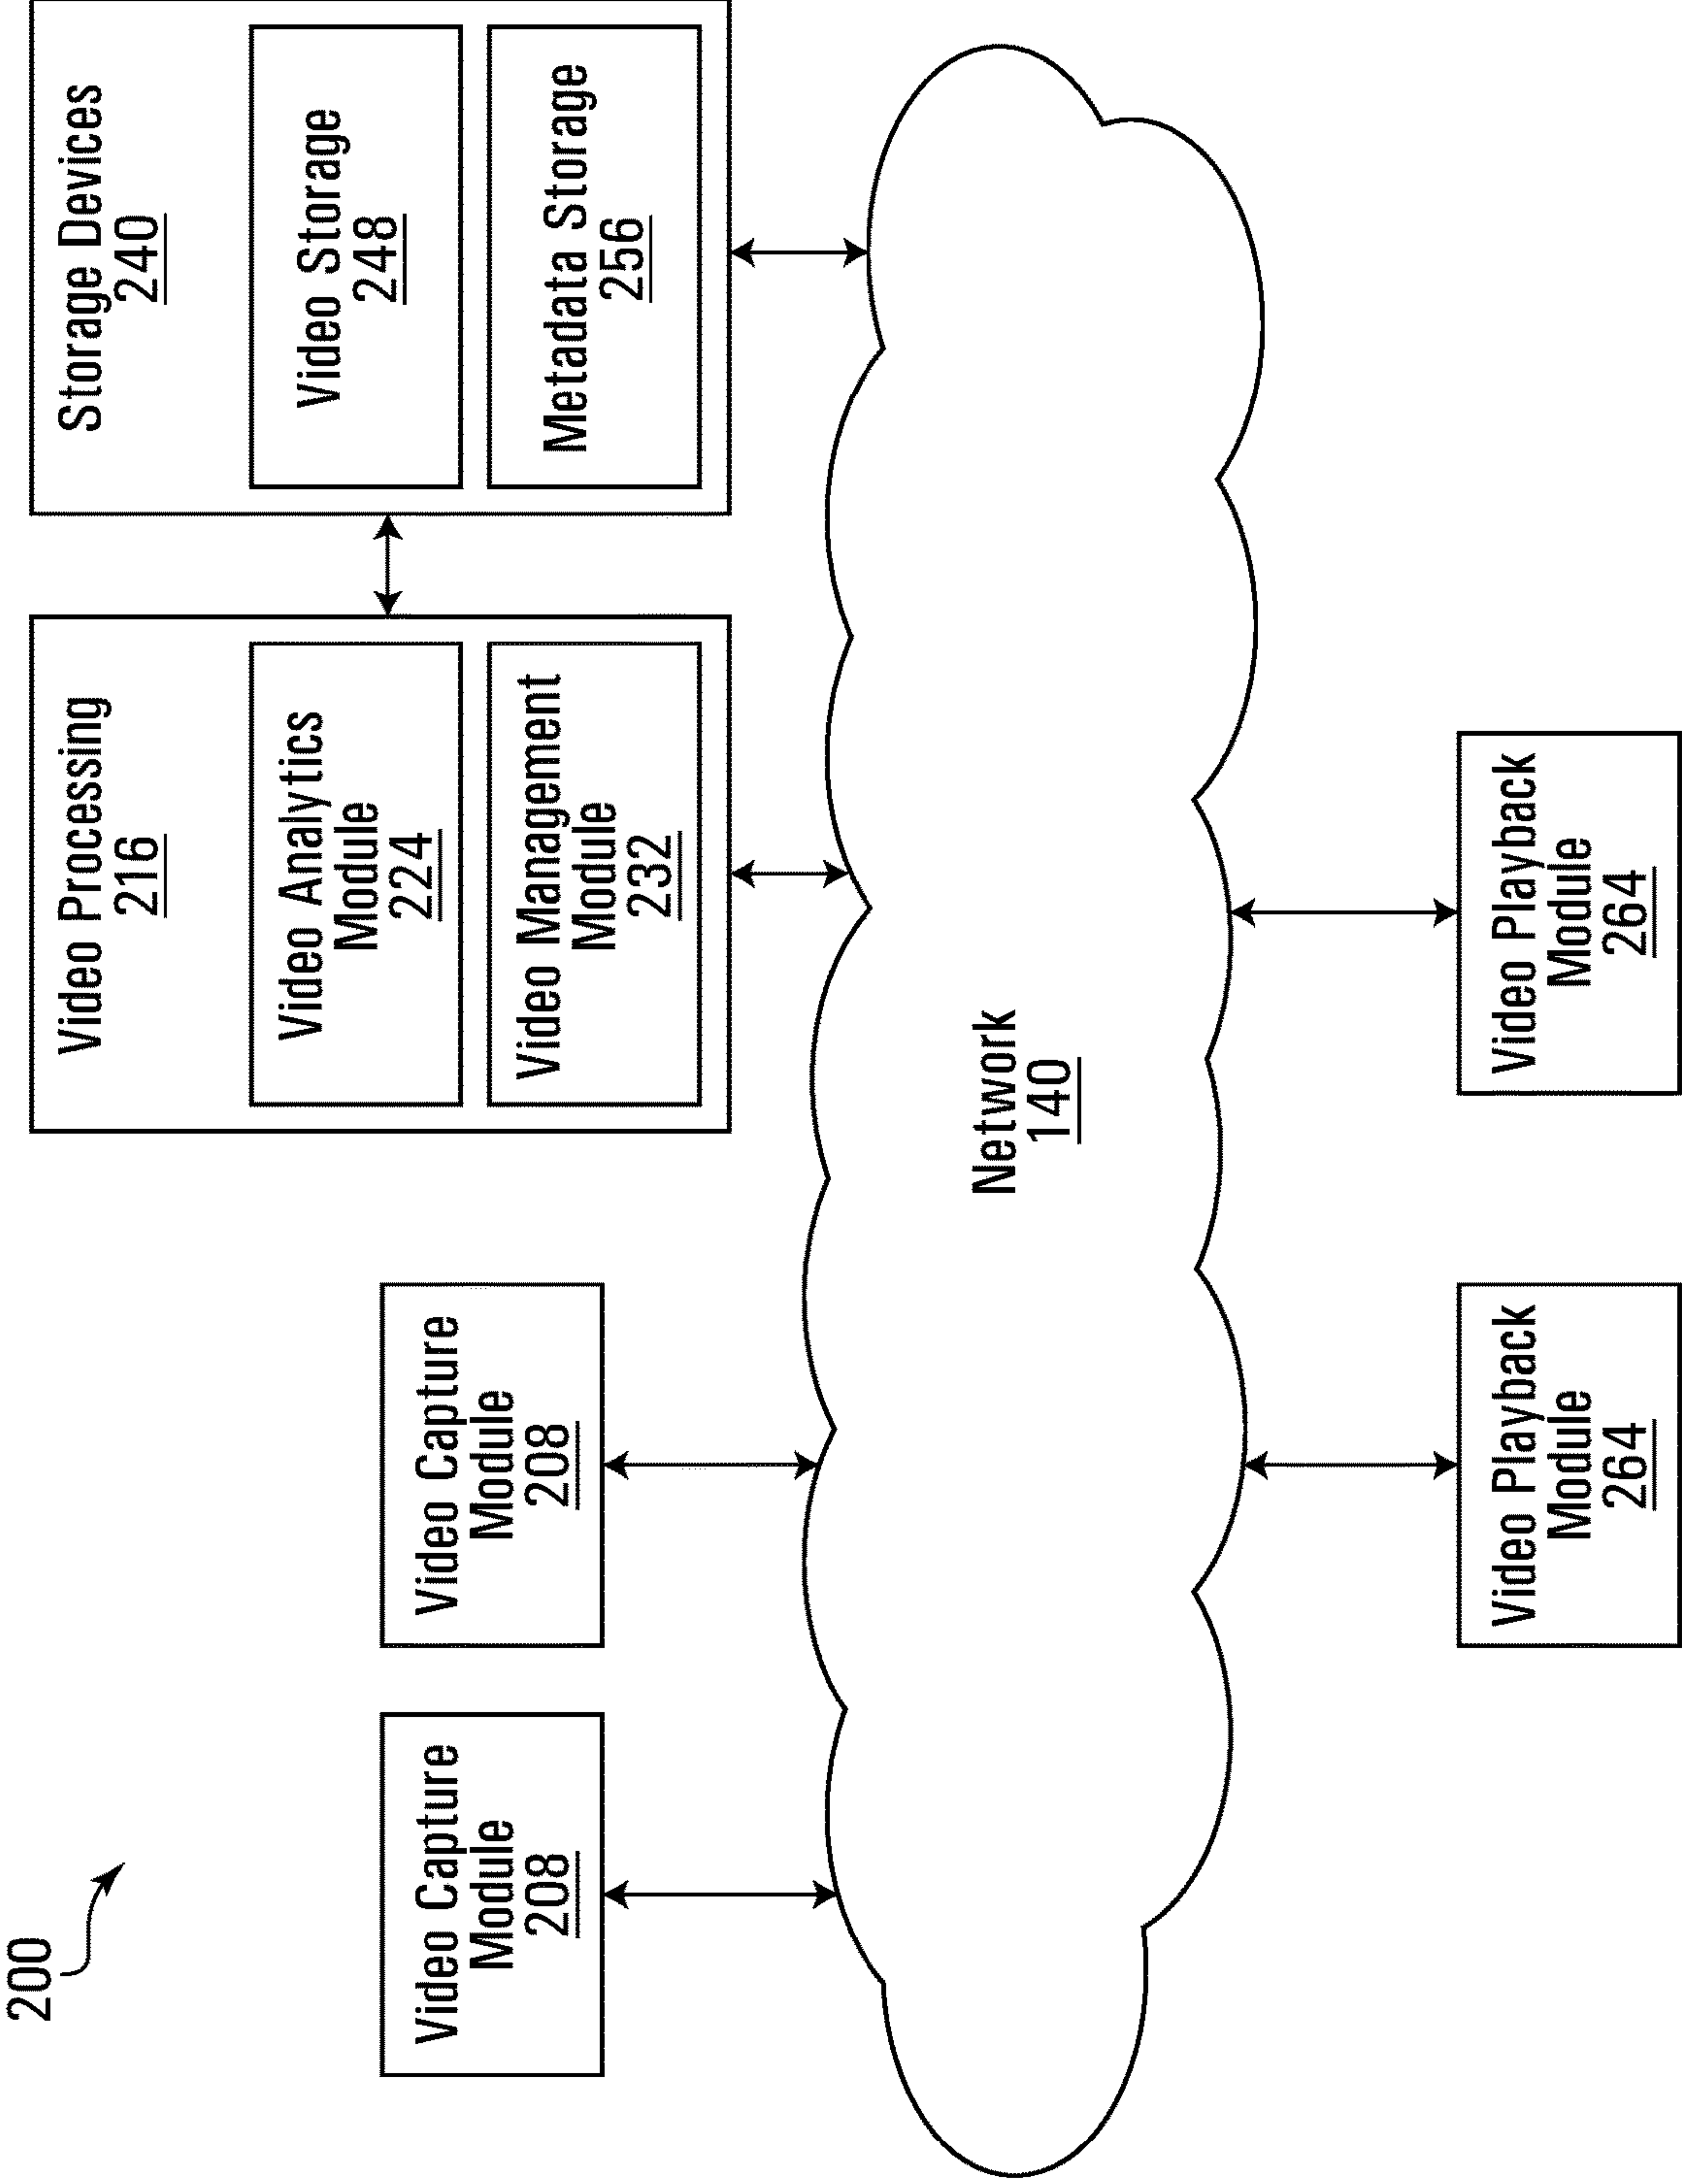 200
Video Capture
Module
208
Video Capture
Module
208
Video Processing
216
Video Analytics
Module
224
Video Management
Module
232
Storage Devices
240
Video Storage
248
Metadata Storage
256
Network
140
Video Playback
Module
264
Video Playback
Module
264